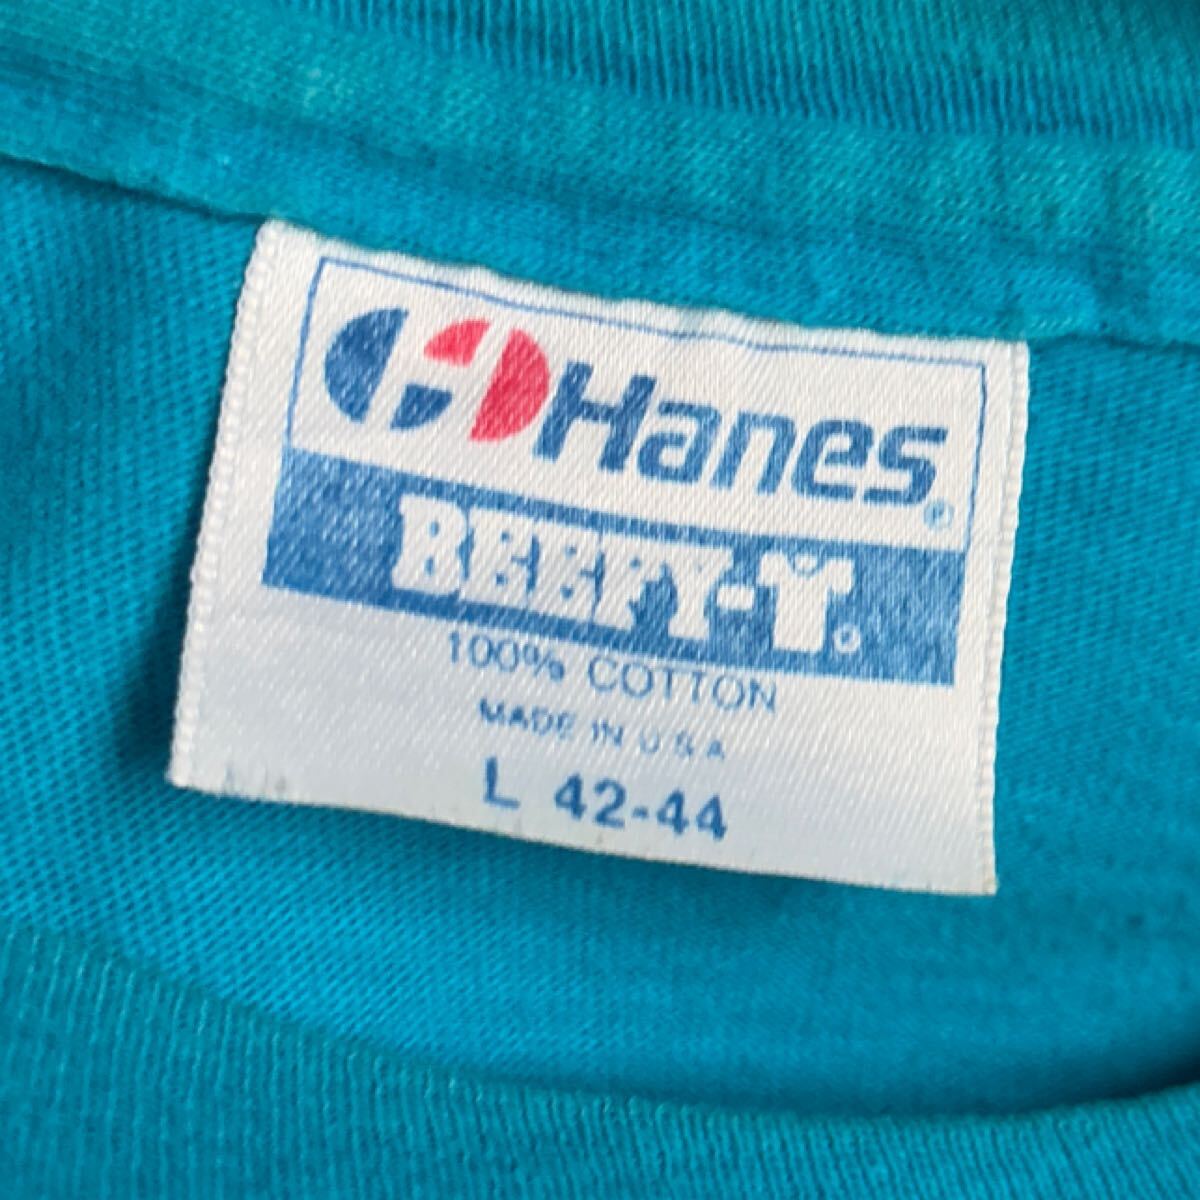 Hanes®
BEEFY-T®
100% COTTON
MADE IN U.S.A
L 42-44